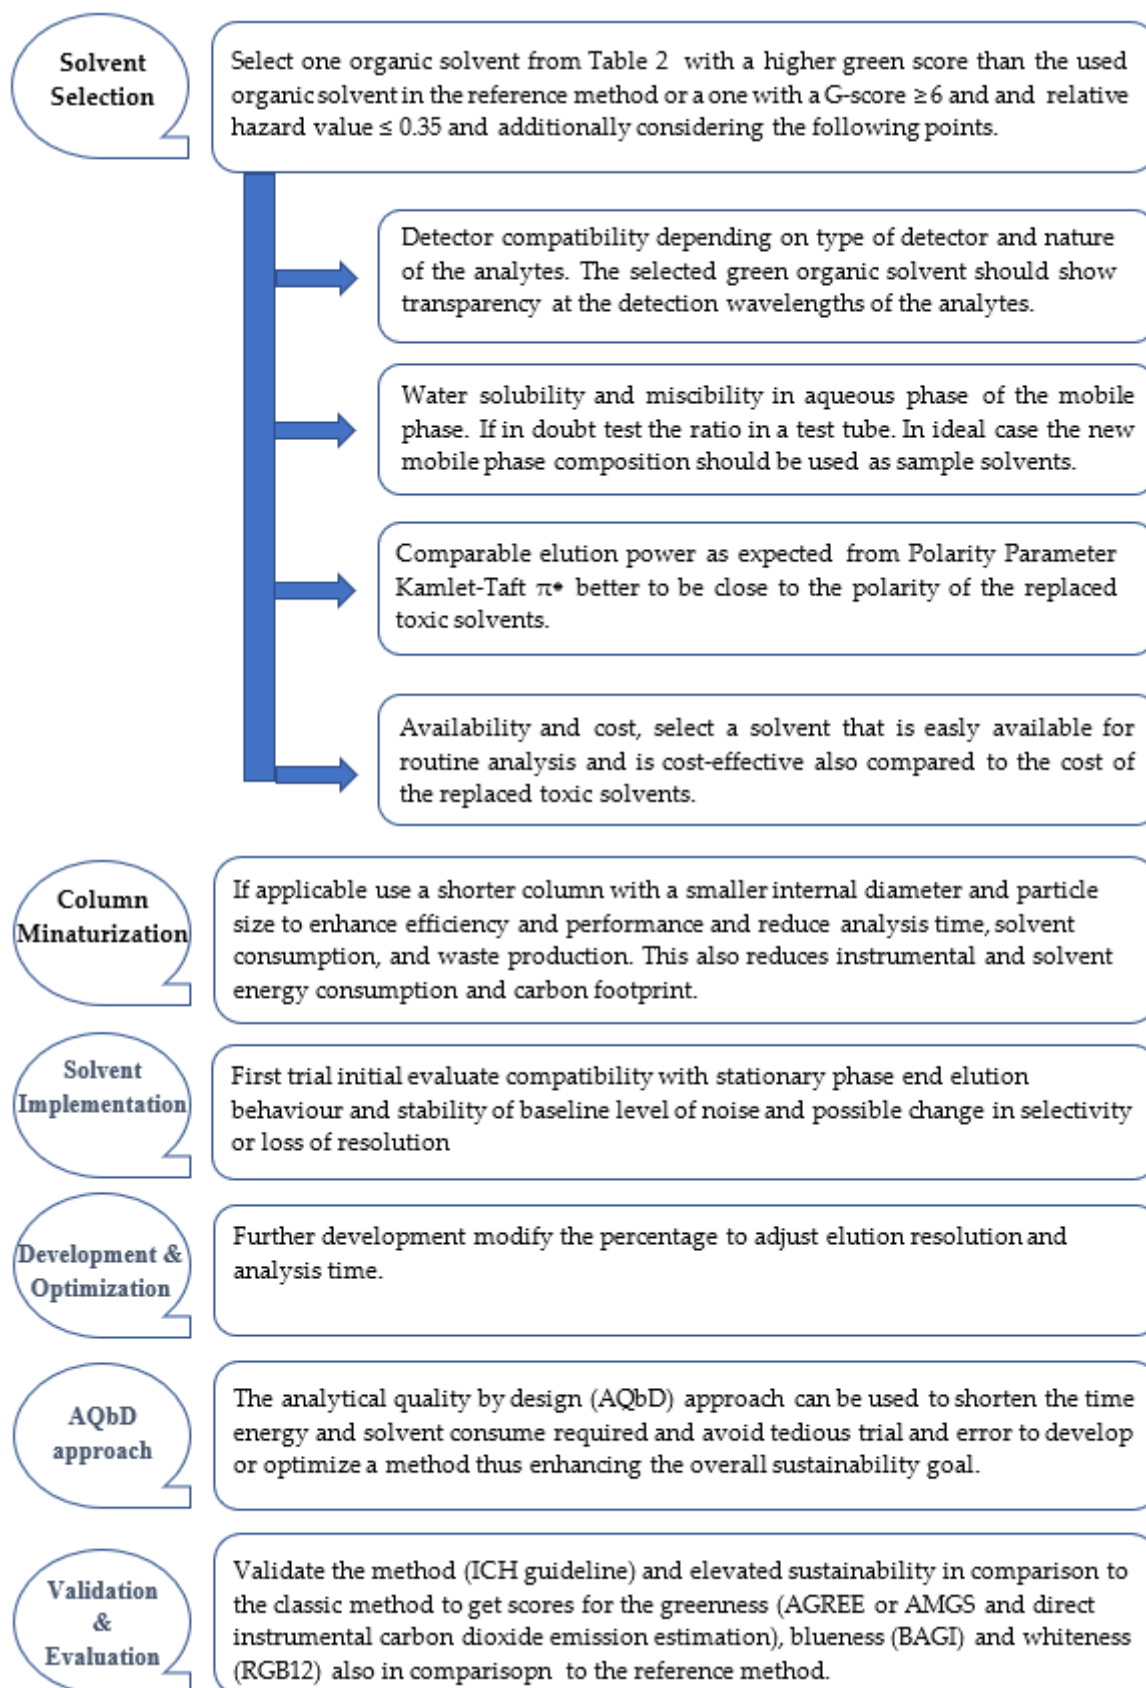 Solvent
Selection
Select one organic solvent from Table 2 with a higher green score than the used
organic solvent in the reference method or a one with a G-score ≥6 and and relative
hazard value ≤ 0.35 and additionally considering the following points.
Detector compatibility depending on type of detector and nature
of the analytes. The selected green organic solvent should show
transparency at the detection wavelengths of the analytes.
Water solubility and miscibility in aqueous phase of the mobile
phase. If in doubt test the ratio in a test tube. In ideal case the new
mobile phase composition should be used as sample solvents.
Comparable elution power as expected from Polarity Parameter
Kamlet-Taft π* better to be close to the polarity of the replaced
toxic solvents.
Availability and cost, select a solvent that is easly available for
routine analysis and is cost-effective also compared to the cost of
the replaced toxic solvents.
Column
Minaturization
If applicable use a shorter column with a smaller internal diameter and particle
size to enhance efficiency and performance and reduce analysis time, solvent
consumption, and waste production. This also reduces instrumental and solvent
energy consumption and carbon footprint.
Solvent
Implementation
First trial initial evaluate compatibility with stationary phase end elution
behaviour and stability of baseline level of noise and possible change in selectivity
or loss of resolution
Development &
Optimization
Further development modify the percentage to adjust elution resolution and
analysis time.
AQbD
approach
The analytical quality by design (AQbD) approach can be used to shorten the time
energy and solvent consume required and avoid tedious trial and error to develop
or optimize a method thus enhancing the overall sustainability goal.
Validation
&
Evaluation
Validate the method (ICH guideline) and elevated sustainability in comparison to
the classic method to get scores for the greenness (AGREE or AMGS and direct
instrumental carbon dioxide emission estimation), blueness (BAGI) and whiteness
(RGB12) also in comparisopn to the reference method.